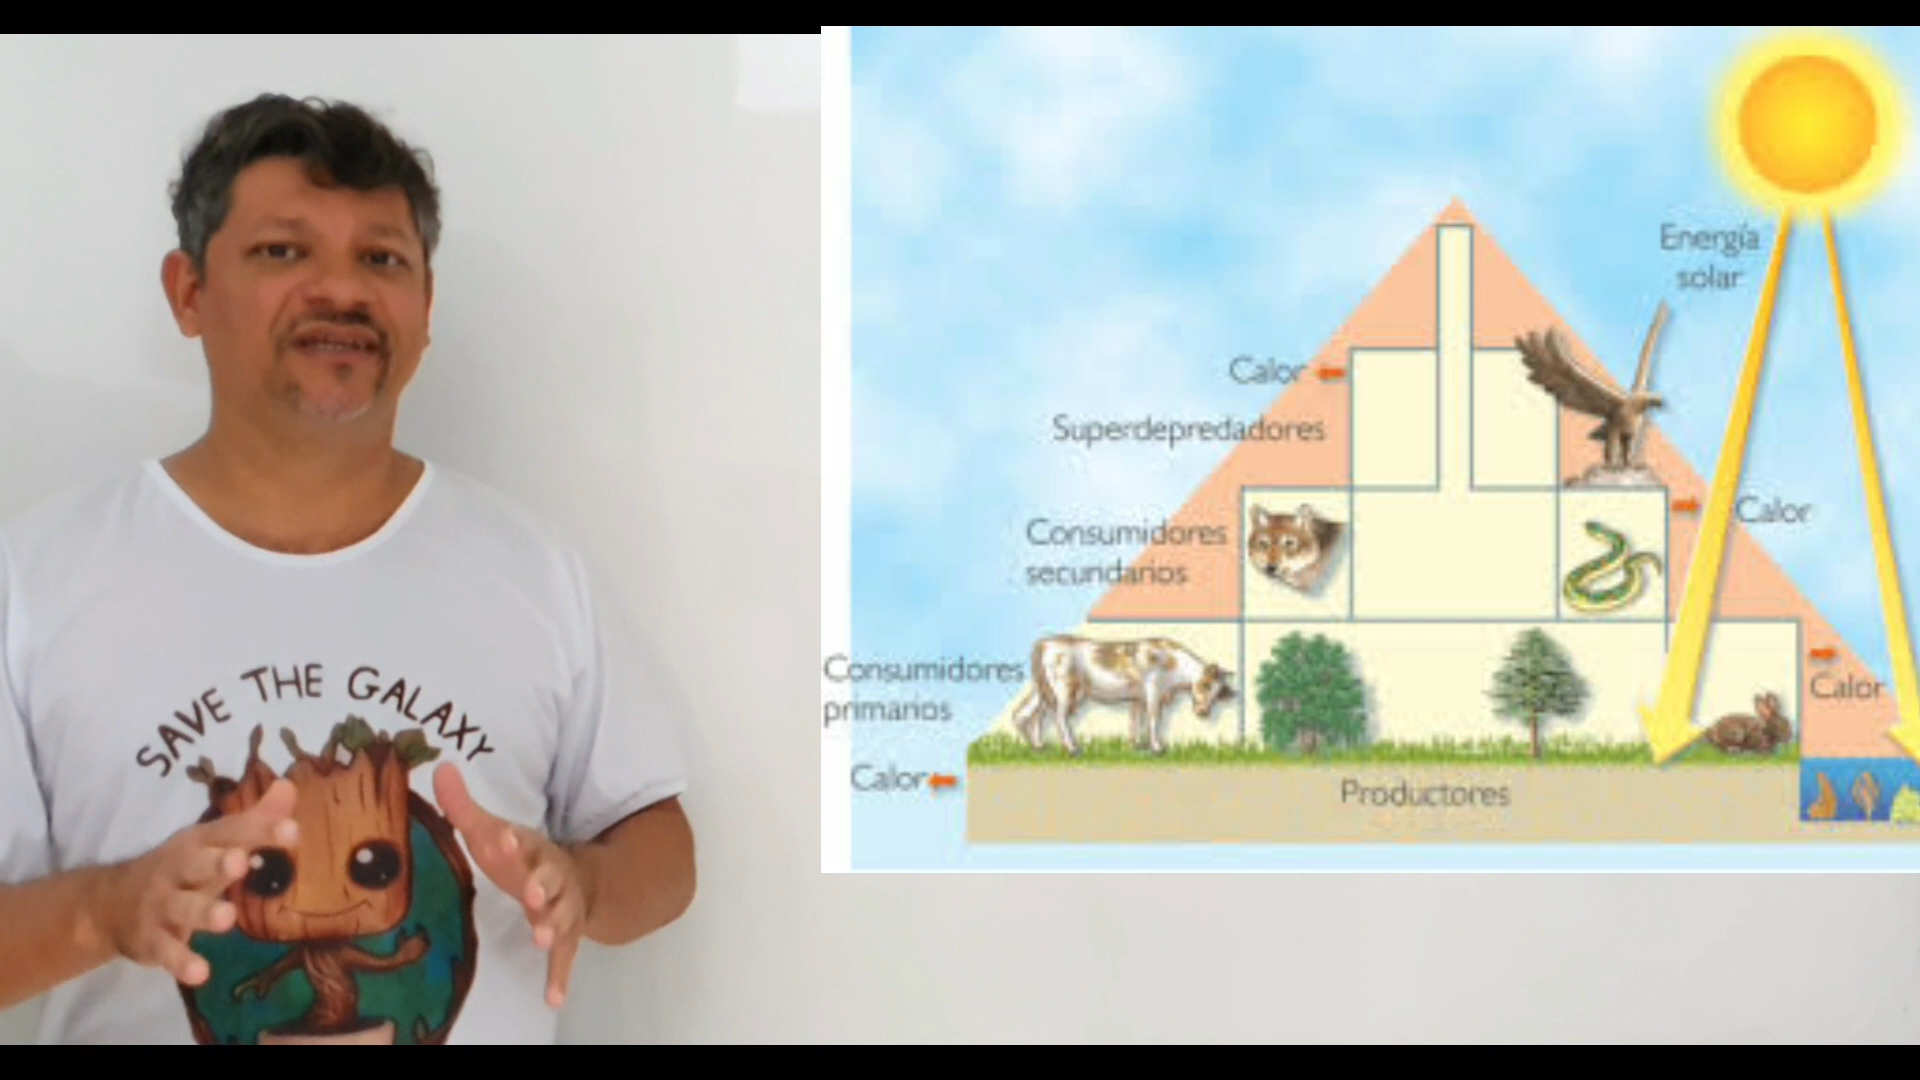 SAVE THE GALAXY
Energía
solar
Calor
Superdepredadores
Calor
Consumidores
secundarios
Consumidores
primarios
Calor
Calor
Productores